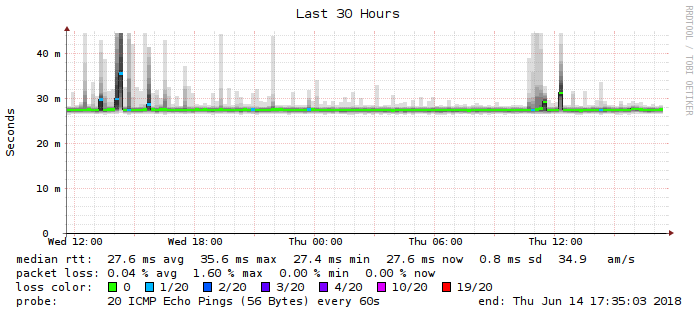 Last 30 Hours
RRDTOOL / TOBI OETIKER
Seconds
40 m
30 m
20 m
10 m
0
Wed 12:00 Wed 18:00 Thu 00:00 Thu 06:00 Thu 12:00
median rtt: 27.6 ms avg 35.6 ms max 27.4 ms min 27.6 ms now 0.8 ms sd 34.9 am/s
packet loss: 0.04 % avg 1.60 % max 0.00 % min 0.00 % now
loss color: 0 1/20 2/20 3/20 4/20 10/20 19/20
probe: 20 ICMP Echo Pings (56 Bytes) every 60s end: Thu Jun 14 17:35:03 2018